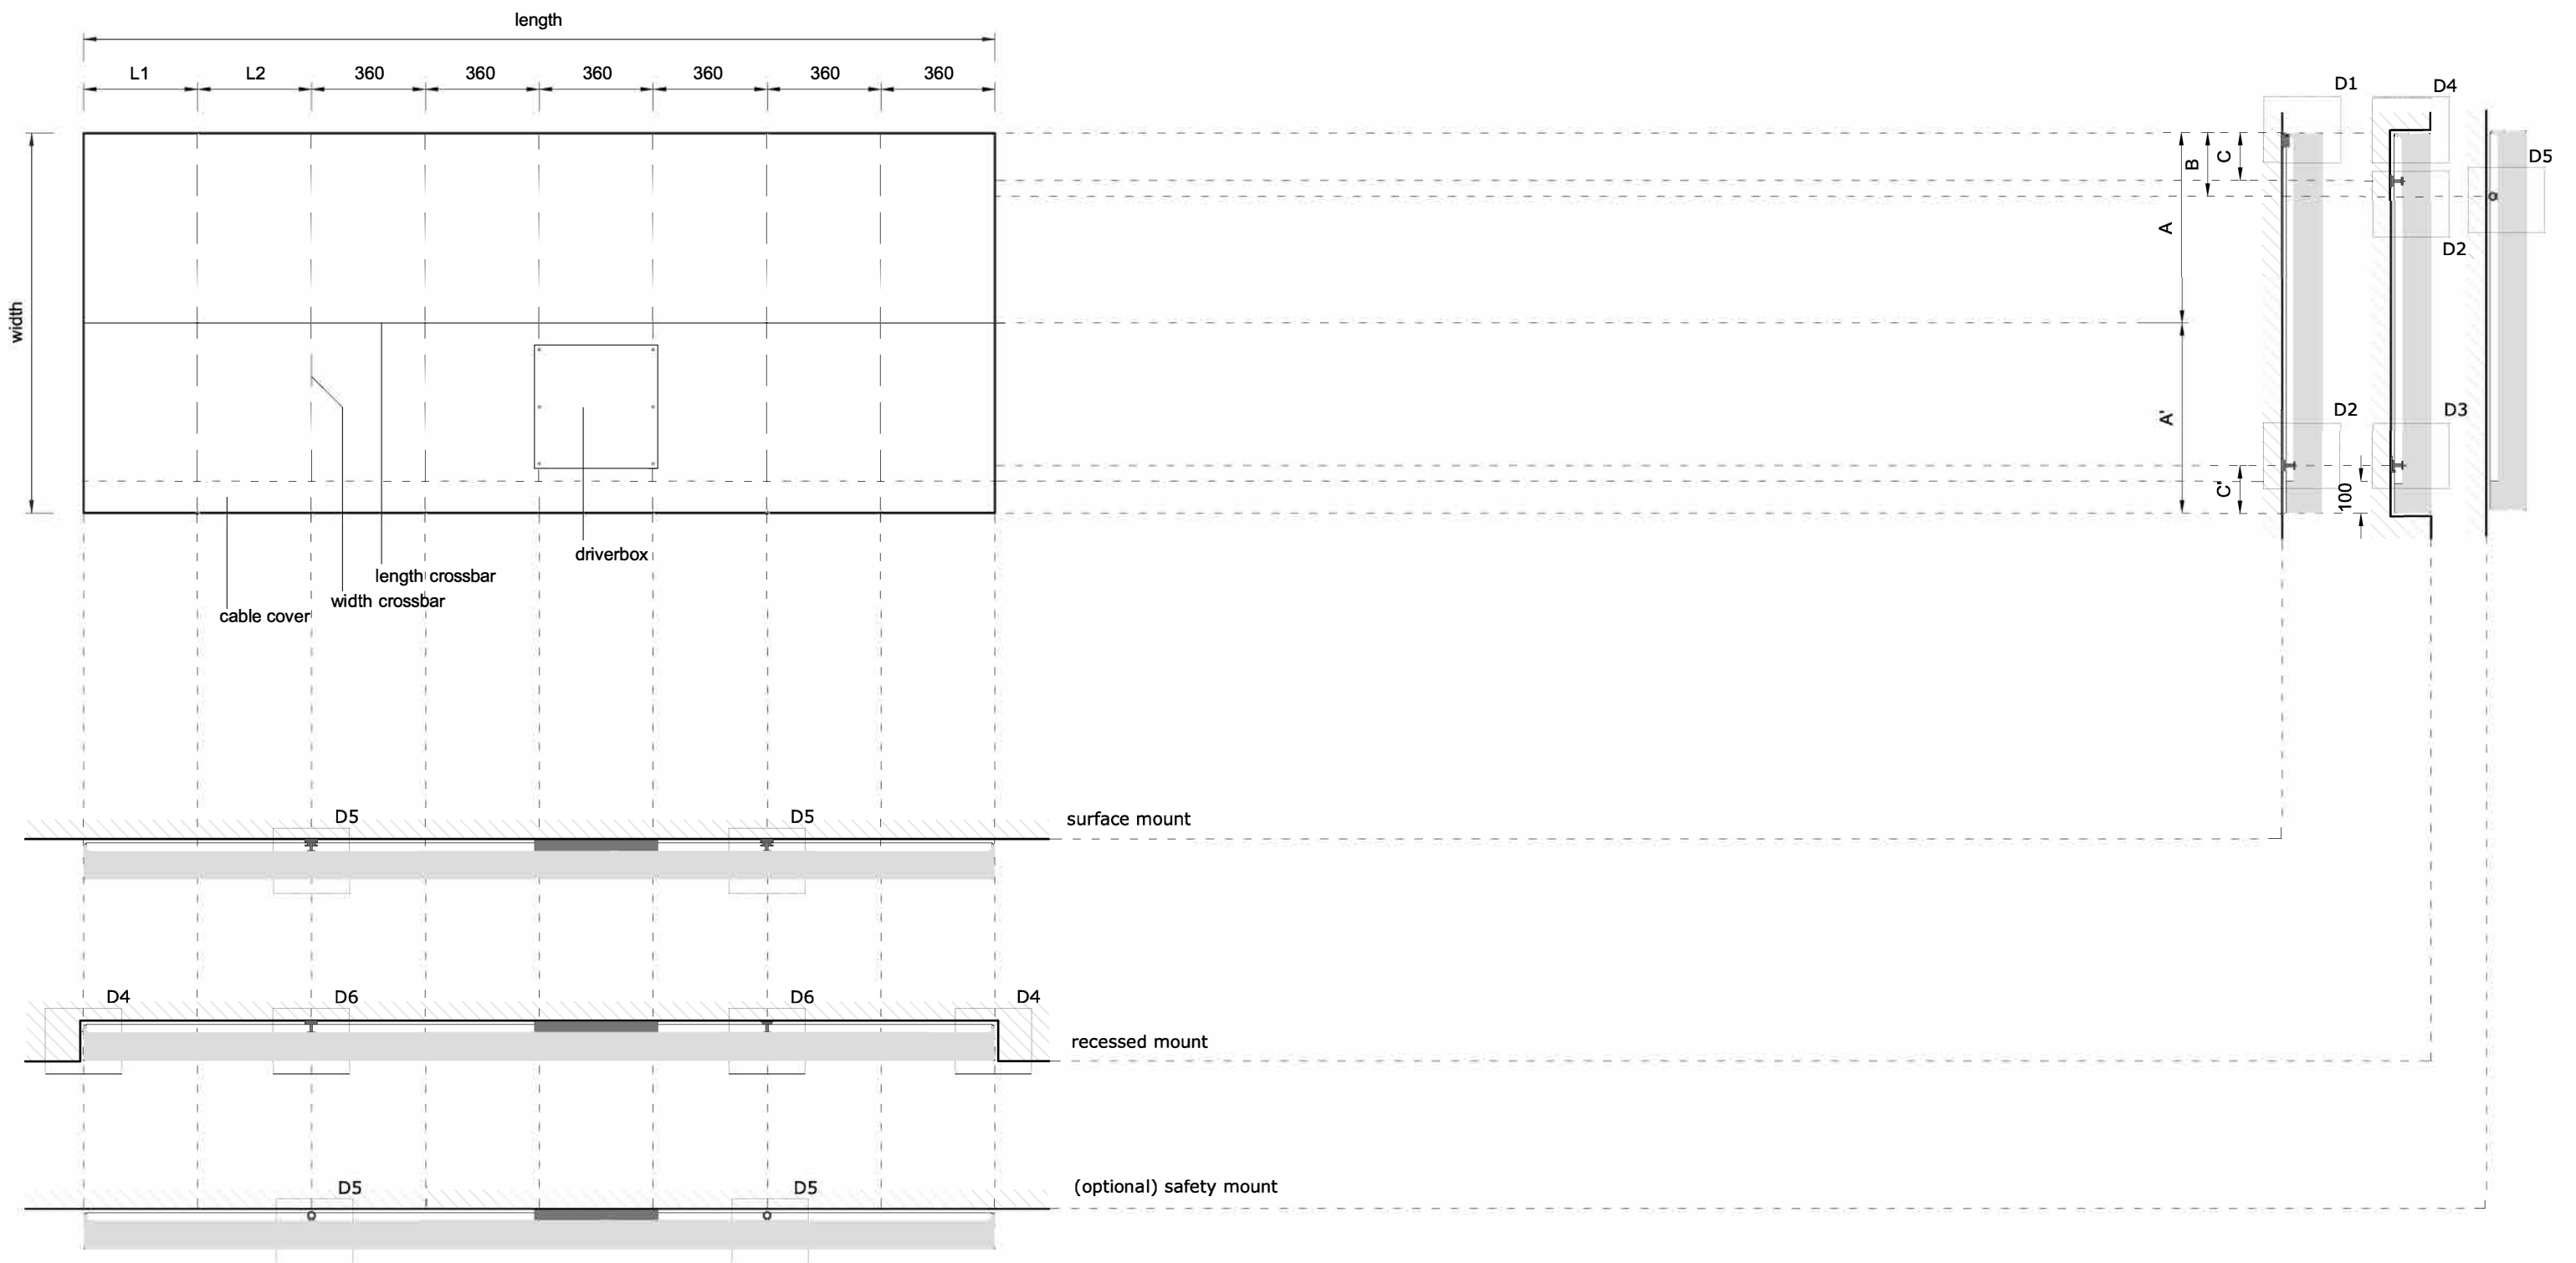 length
L1 L2 360 360 360 360 360 360
width
driverbox
length crossbar
width crossbar
cable cover
A
B
C
A'
C'
100
D1
D4
D5
D2
D2
D3
D5 D5
surface mount
D4 D6 D6 D4
recessed mount
D5 D5
(optional) safety mount